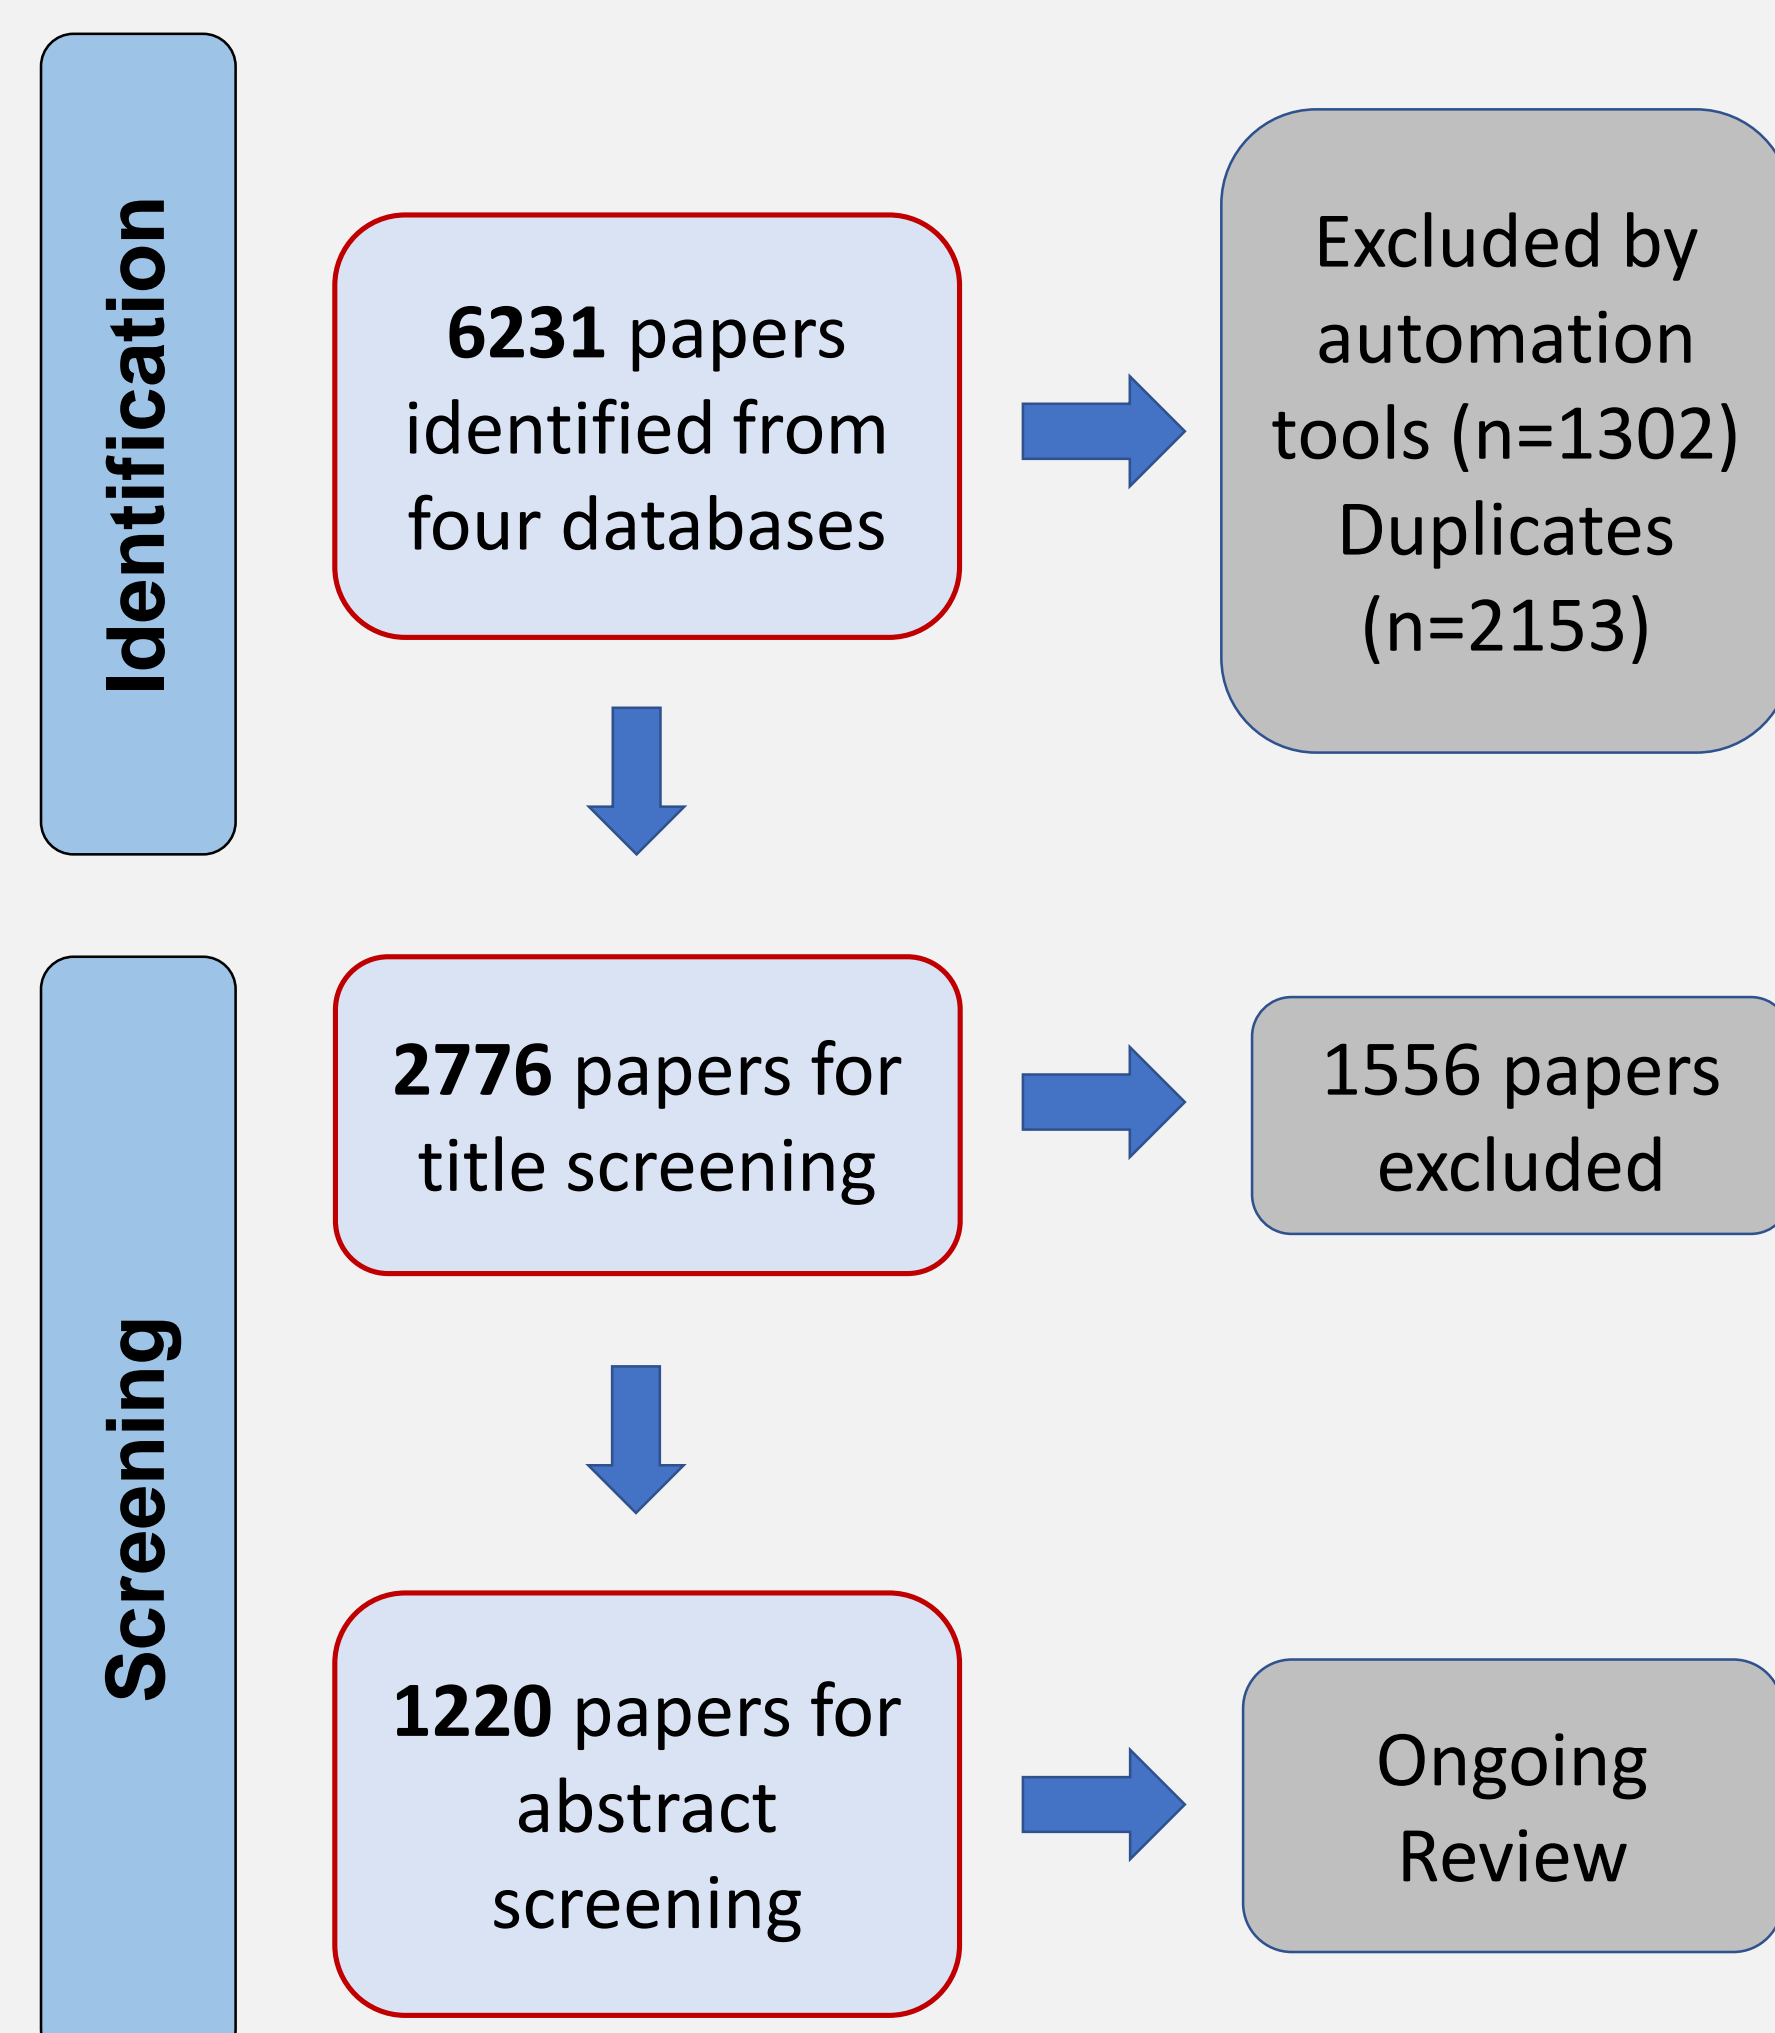 Identification
6231 papers
identified from
four databases
Excluded by
automation
tools (n=1302)
Duplicates
(n=2153)
Screening
2776 papers for
title screening
1556 papers
excluded
1220 papers for
abstract
screening
Ongoing
Review